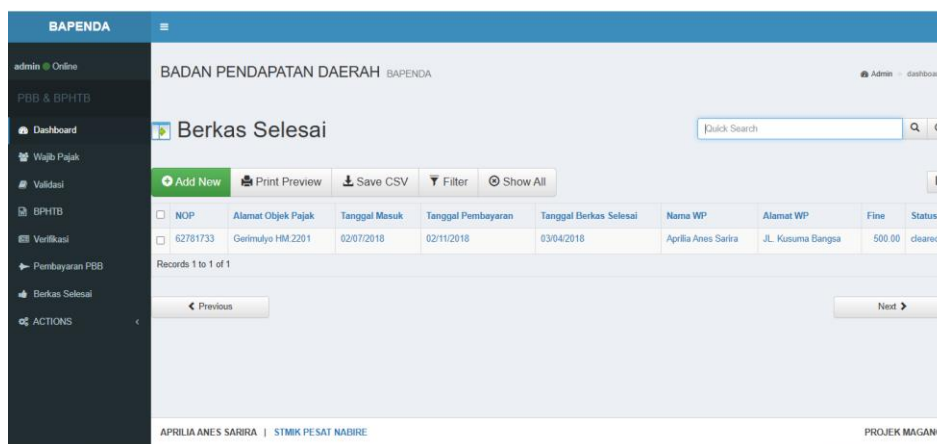 BAPENDA
admin Online
BADAN PENDAPATAN DAERAH BAPENDA
Admin
PBB & BPHTB
Dashboard
Wajib Pajak
Validasi
BPHTB
Verifikasi
Pembayaran PBB
Berkas Selesai
ACTIONS
Berkas Selesai
Quick Search
Add New Print Preview Save CSV Filter Show All
NOP Alamat Objek Pajak Tanggal Masuk Tanggal Pembayaran Tanggal Berkas Selesai Nama WP Alamat WP Fine Status
62781733 Gerimulyo HM:2201 02/07/2018 02/11/2018 03/04/2018 Aprilia Anes Sarira JL. Kusuma Bangsa 500.00
Records 1 to 1 of 1
Previous Next
APRILIA ANES SARIRA | STMIK PESAT NABIRE PROJEK